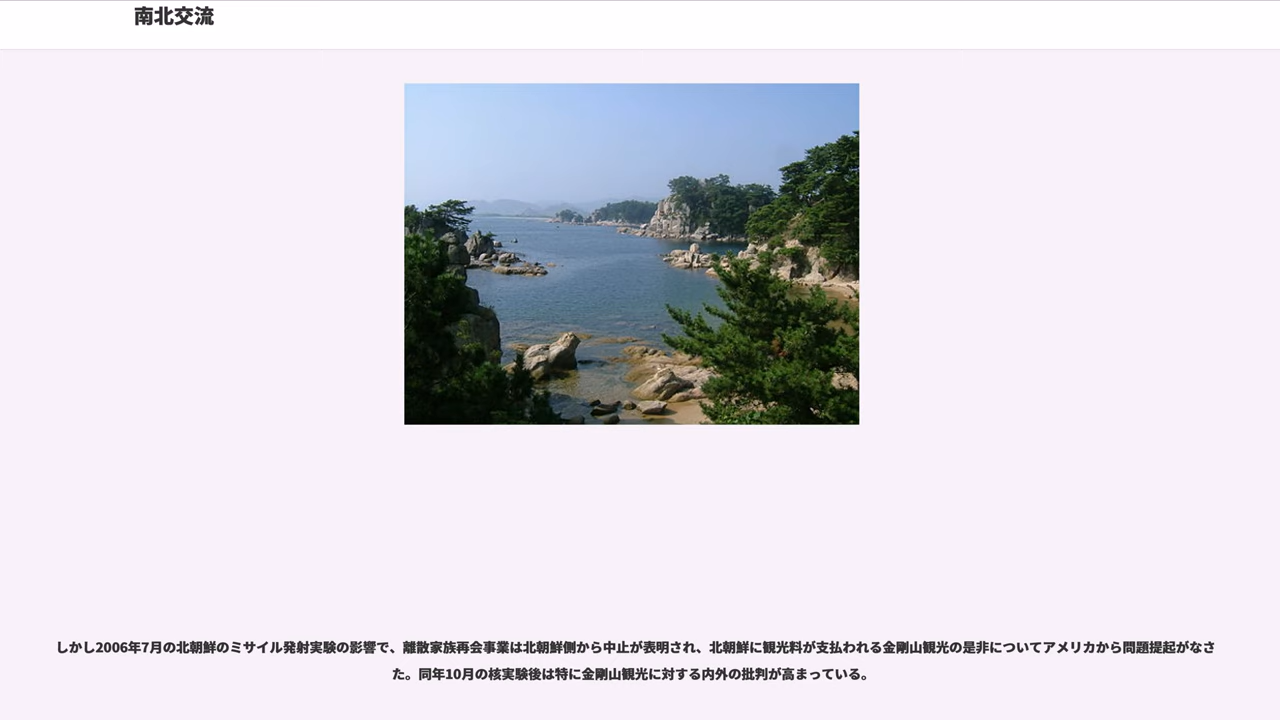 南北交流
しかし2006年7月の北朝鮮のミサイル発射実験の影響で、離散家族再会事業は北朝鮮側から中止が表明され、北朝鮮に観光料が支払われる金剛山観光の是非についてアメリカから問題提起がなさ
た。同年10月の核実験後は特に金剛山観光に対する内外の批判が高まっている。